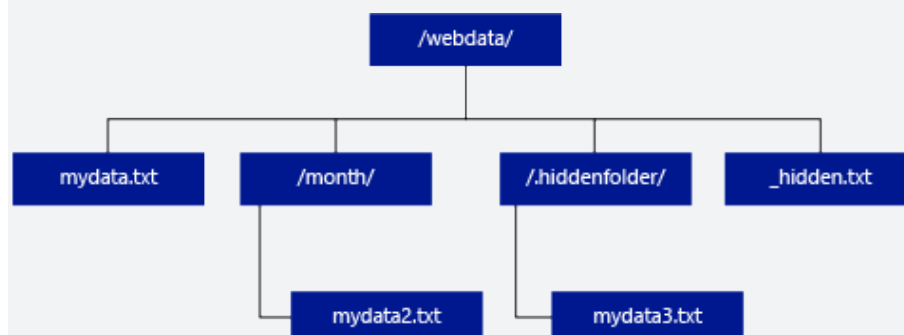 /webdata/
mydata.txt
/month/
/.hiddenfolder/
_hidden.txt
mydata2.txt
mydata3.txt